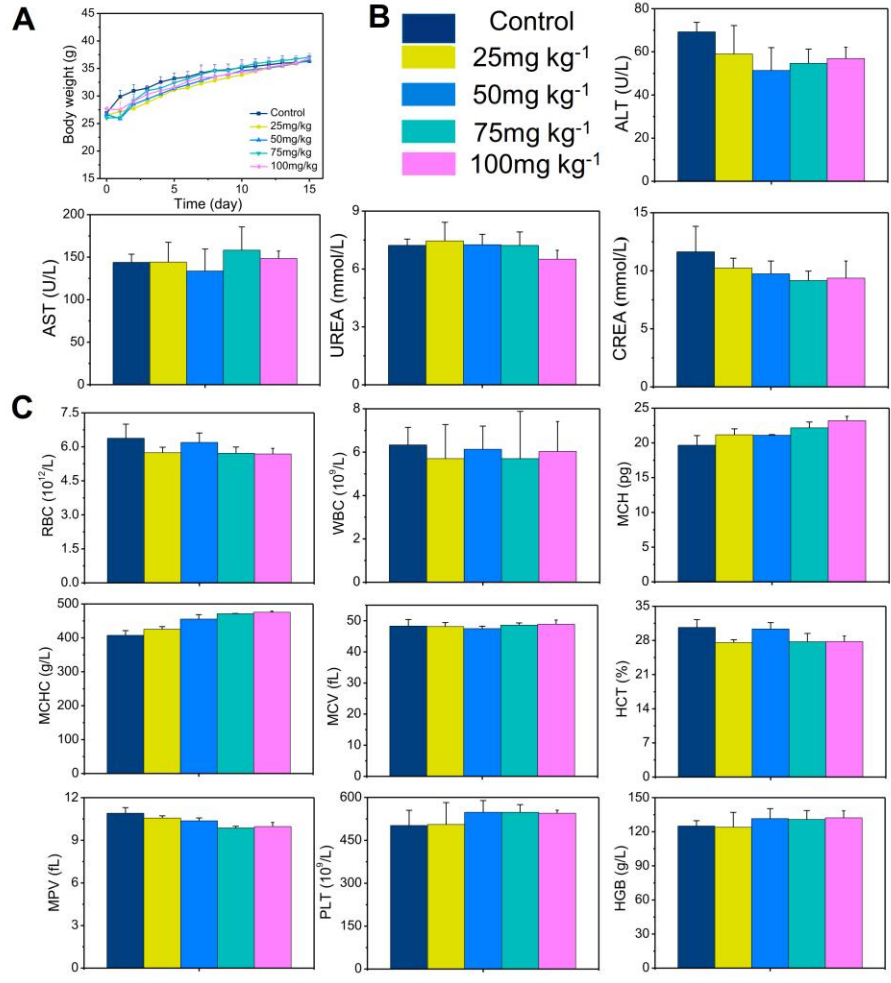 A
Body weight (g)
45
40
35
30
25
20
15
0
5
10
15
Time (day)
Control
25mg/kg
50mg/kg
75mg/kg
100mg/kg
B
Control
25mg kg⁻¹
50mg kg⁻¹
75mg kg⁻¹
100mg kg⁻¹
ALT (U/L)
80
60
40
20
0
AST (U/L)
200
150
100
50
0
UREA (mmol/L)
9
6
3
0
CREA (mmol/L)
15
10
5
0
C
RBC (10¹²/L)
7.5
6.0
4.5
3.0
1.5
0.0
WBC (10⁹/L)
8
6
4
2
0
MCH (pg)
25
20
15
10
5
0
MCHC (g/L)
500
400
300
200
100
0
MCV (fL)
50
40
30
20
10
0
HCT (%)
35
28
21
14
7
0
MPV (fL)
12
9
6
3
0
PLT (10⁹/L)
600
450
300
150
0
HGB (g/L)
150
120
90
60
30
0